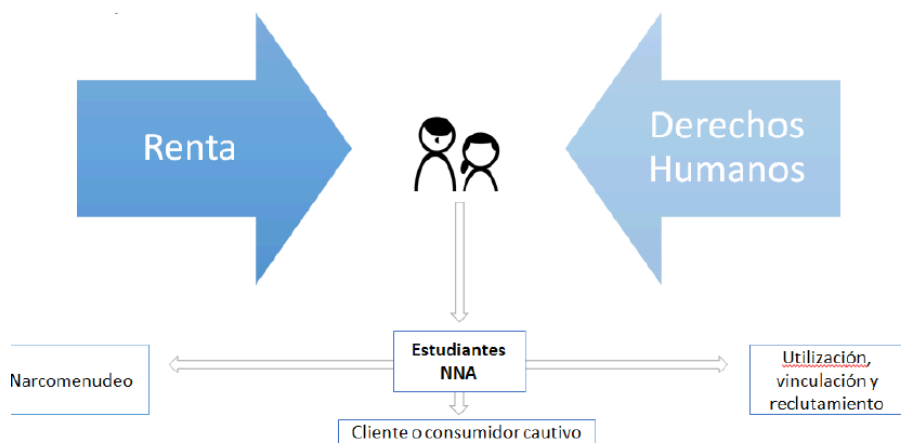 Renta
Derechos
Humanos
Estudiantes
NNA
Narcomenudeo
Utilización,
vinculación y
reclutamiento
Cliente o consumidor cautivo